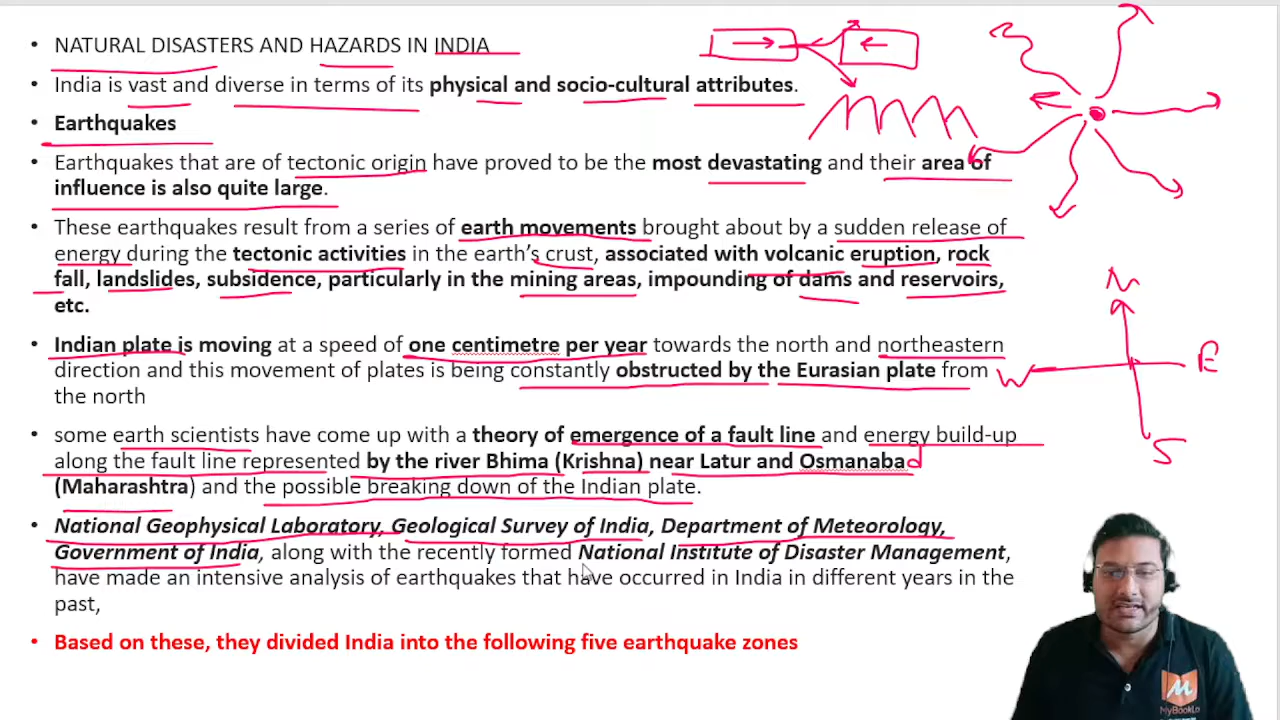 • NATURAL DISASTERS AND HAZARDS IN INDIA
• India is vast and diverse in terms of its physical and socio-cultural attributes.
• Earthquakes
• Earthquakes that are of tectonic origin have proved to be the most devastating and their area of
influence is also quite large.
• These earthquakes result from a series of earth movements brought about by a sudden release of
energy during the tectonic activities in the earth's crust, associated with volcanic eruption, rock
fall, landslides, subsidence, particularly in the mining areas, impounding of dams and reservoirs,
etc.
• Indian plate is moving at a speed of one centimetre per year towards the north and northeastern
direction and this movement of plates is being constantly obstructed by the Eurasian plate from
the north
• some earth scientists have come up with a theory of emergence of a fault line and energy build-up
along the fault line represented by the river Bhima (Krishna) near Latur and Osmanabad
(Maharashtra) and the possible breaking down of the Indian plate.
• National Geophysical Laboratory, Geological Survey of India, Department of Meteorology,
Government of India, along with the recently formed National Institute of Disaster Management,
have made an intensive analysis of earthquakes that have occurred in India in different years in the
past,
• Based on these, they divided India into the following five earthquake zones
N
W
E
S
MyBookLo